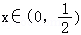 x∈(0, 1/2)